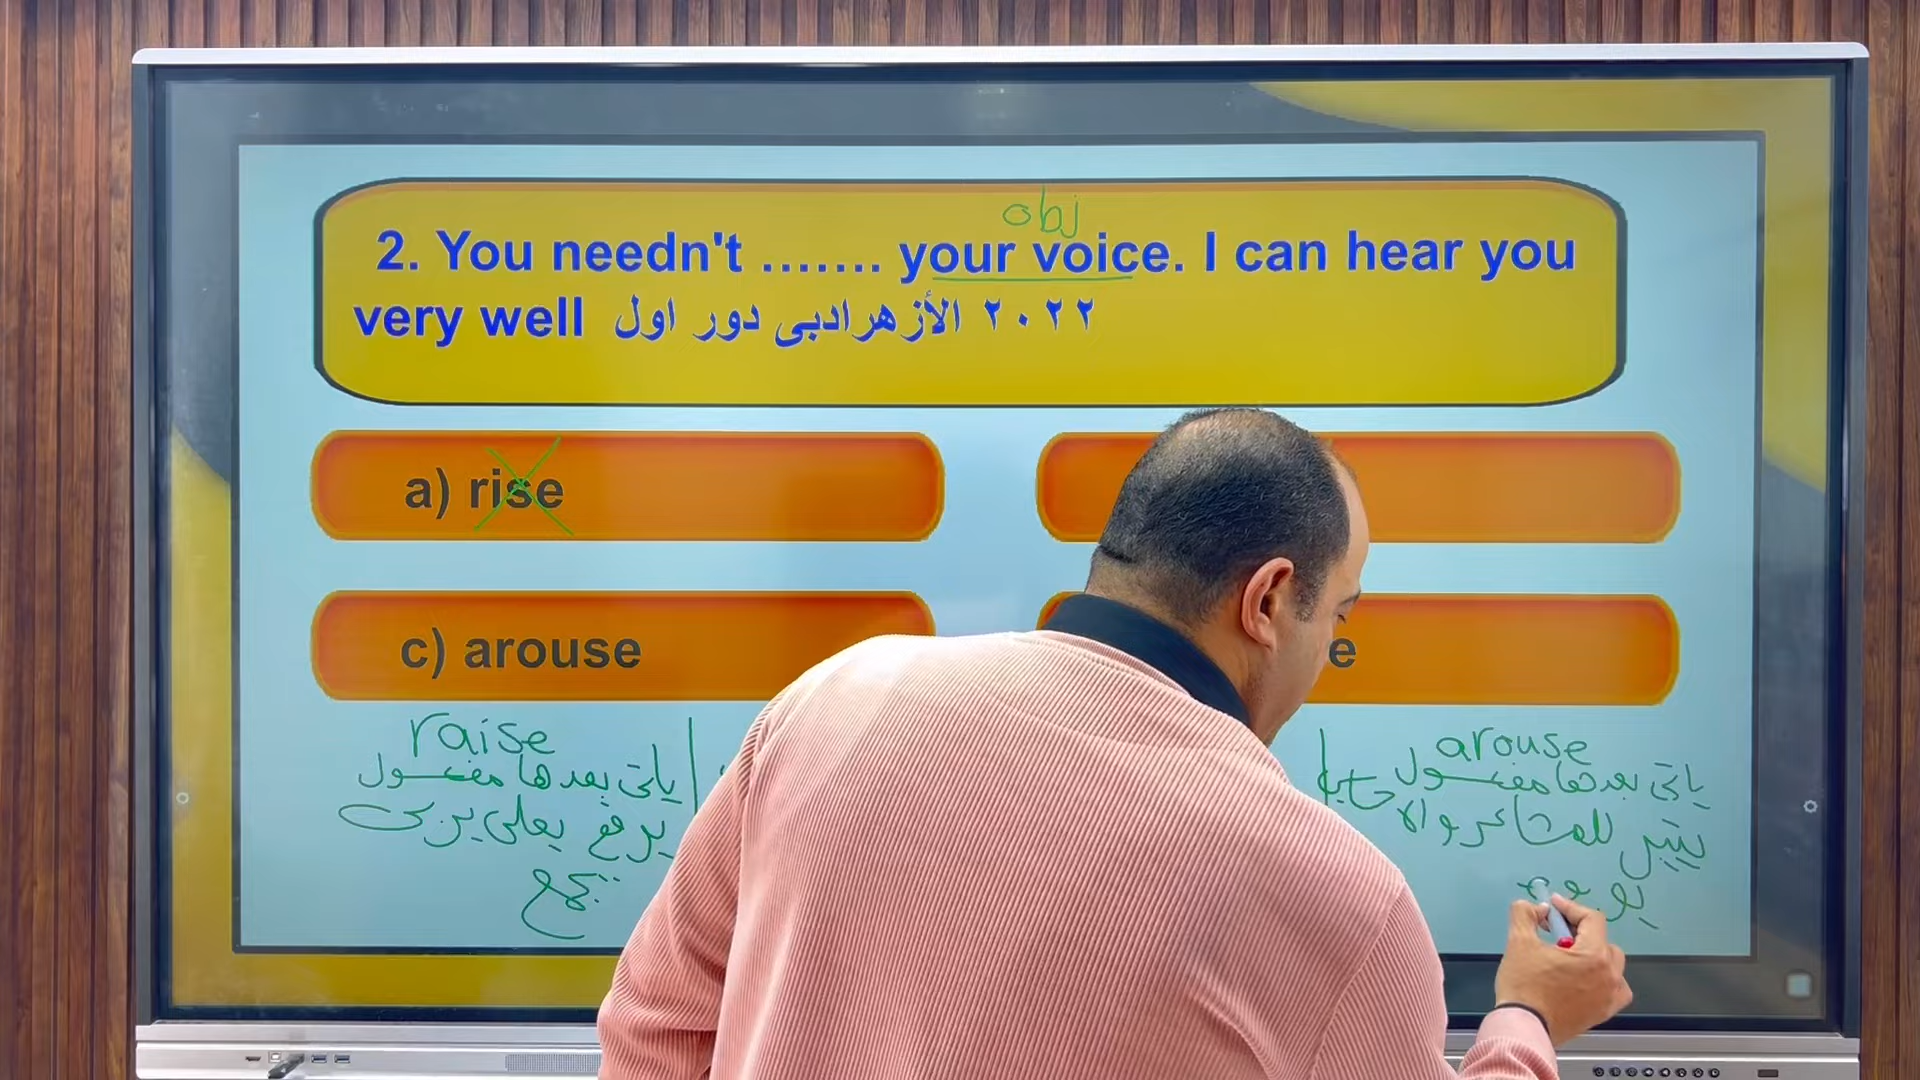 obj
2. You needn't ....... your voice. I can hear you
very well ٢٠٢٢ الأزهرادبى دور اول
a) rise
c) arouse
e
raise
يأتى بعدها مفعول
يرفع يعلى يربى
يجمع
arouse
يأتى بعدها مفعول
يثير للمشاعر والا